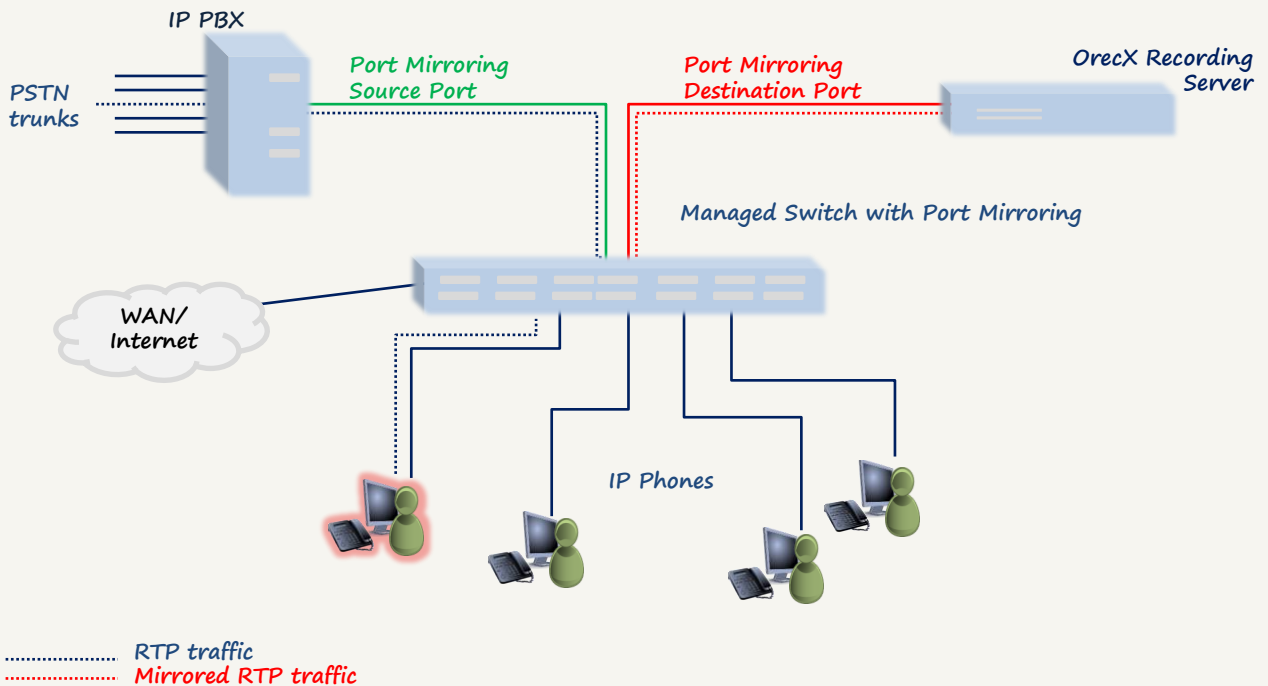 IP PBX
PSTN
trunks
Port Mirroring
Source Port
Port Mirroring
Destination Port
OrecX Recording
Server
Managed Switch with Port Mirroring
WAN/
Internet
IP Phones
RTP traffic
Mirrored RTP traffic